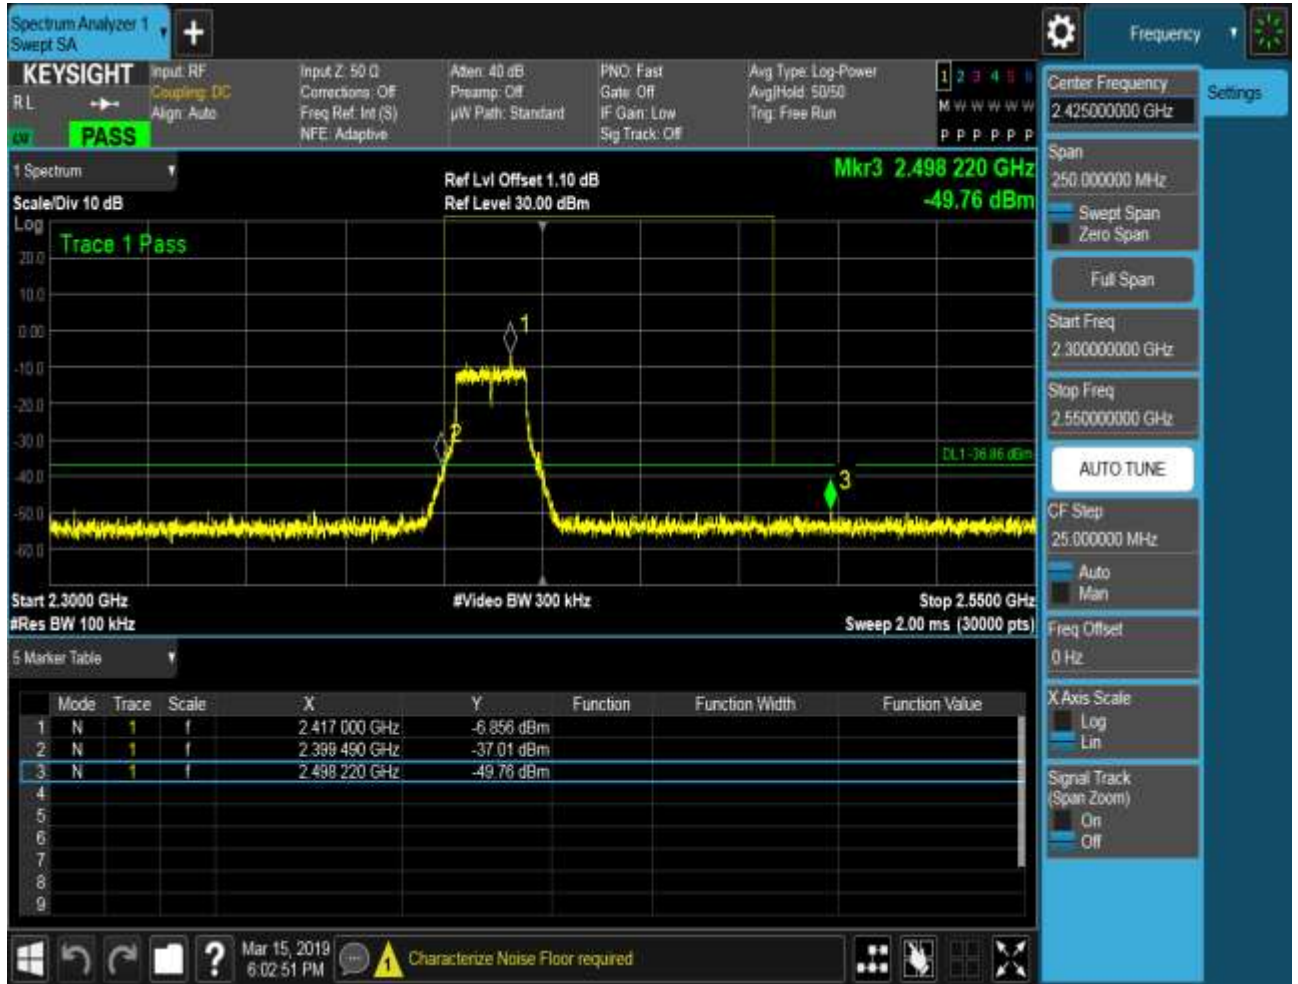 Spectrum Analyzer 1
Swept SA
+
Frequency
KEYSIGHT
RL
PASS
Input: RF
Coupling: DC
Align: Auto
Input Z: 50 Ω
Corrections: Off
Freq Ref: Int (S)
NFE: Adaptive
Atten: 40 dB
Preamp: Off
µW Path: Standard
PNO: Fast
Gate: Off
IF Gain: Low
Sig Track: Off
Avg Type: Log-Power
Avg|Hold: 50/50
Trig: Free Run
1 2 3 4 5 6
M W W W W W
P P P P P P
1 Spectrum
Scale/Div 10 dB
Ref Lvl Offset 1.10 dB
Ref Level 30.00 dBm
Mkr3 2.498 220 GHz
-49.76 dBm
Log
Trace 1 Pass
20.0
10.0
0.00
-10.0
-20.0
-30.0
-40.0
-50.0
-60.0
1
2
3
DL1 -36.86 dBm
Start 2.3000 GHz
#Res BW 100 kHz
#Video BW 300 kHz
Stop 2.5500 GHz
Sweep 2.00 ms (30000 pts)
5 Marker Table
Mode Trace Scale X Y Function Function Width Function Value
1 N 1 f 2.417 000 GHz -6.856 dBm
2 N 1 f 2.399 490 GHz -37.01 dBm
3 N 1 f 2.498 220 GHz -49.76 dBm
4
5
6
7
8
9
Center Frequency
2.425000000 GHz
Settings
Span
250.000000 MHz
Swept Span
Zero Span
Full Span
Start Freq
2.300000000 GHz
Stop Freq
2.550000000 GHz
AUTO TUNE
CF Step
25.000000 MHz
Auto
Man
Freq Offset
0 Hz
X Axis Scale
Log
Lin
Signal Track
(Span Zoom)
On
Off
?
Mar 15, 2019
6:02:51 PM
1
Characterize Noise Floor required